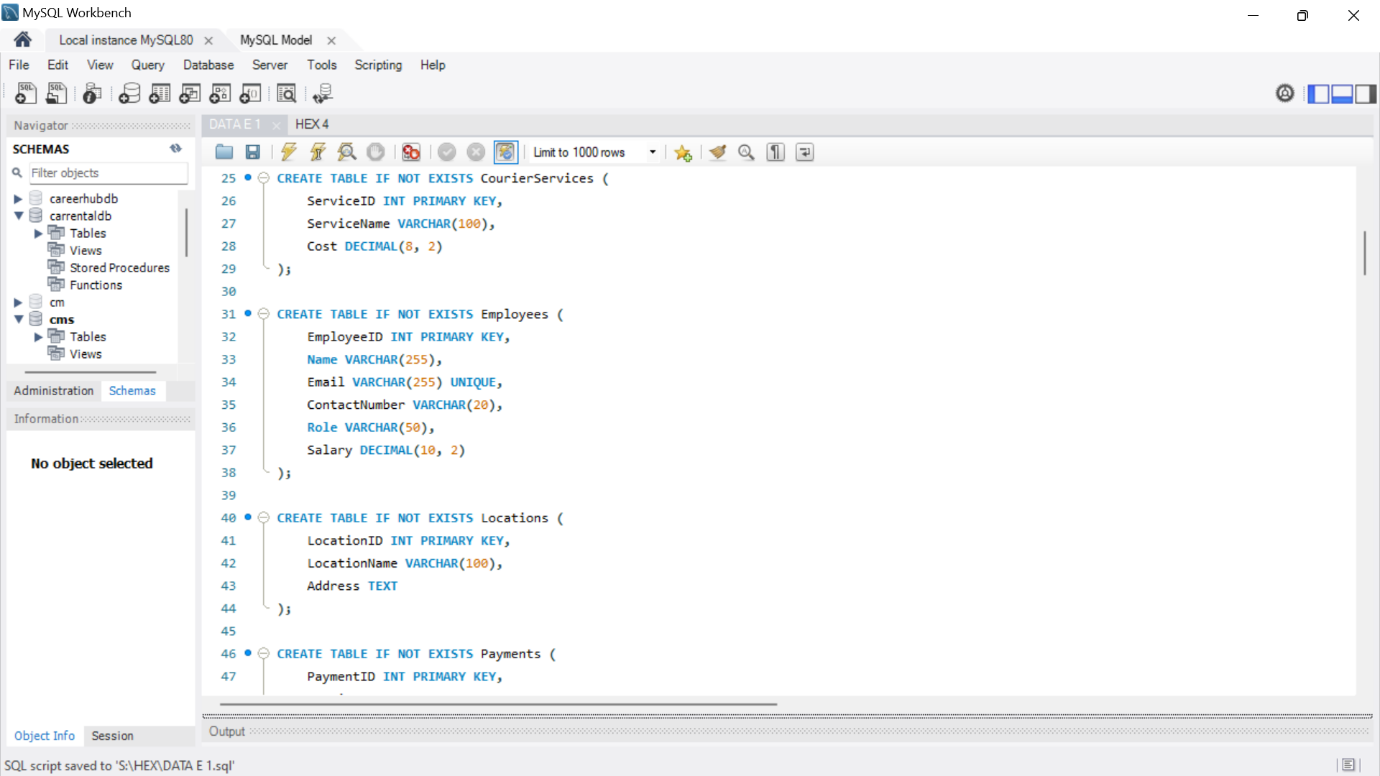 MySQL Workbench
Local instance MySQL80
MySQL Model
File Edit View Query Database Server Tools Scripting Help
Navigator
SCHEMAS
Filter objects
careerhubdb
carrentaldb
Tables
Views
Stored Procedures
Functions
cm
cms
Tables
Views
Administration Schemas
Information
No object selected
Object Info Session
DATA E 1
HEX 4
Limit to 1000 rows
25 CREATE TABLE IF NOT EXISTS CourierServices (
26 ServiceID INT PRIMARY KEY,
27 ServiceName VARCHAR(100),
28 Cost DECIMAL(8, 2)
29 );
30
31 CREATE TABLE IF NOT EXISTS Employees (
32 EmployeeID INT PRIMARY KEY,
33 Name VARCHAR(255),
34 Email VARCHAR(255) UNIQUE,
35 ContactNumber VARCHAR(20),
36 Role VARCHAR(50),
37 Salary DECIMAL(10, 2)
38 );
39
40 CREATE TABLE IF NOT EXISTS Locations (
41 LocationID INT PRIMARY KEY,
42 LocationName VARCHAR(100),
43 Address TEXT
44 );
45
46 CREATE TABLE IF NOT EXISTS Payments (
47 PaymentID INT PRIMARY KEY,
Output
SQL script saved to 'S:\HEX\DATA E 1.sql'